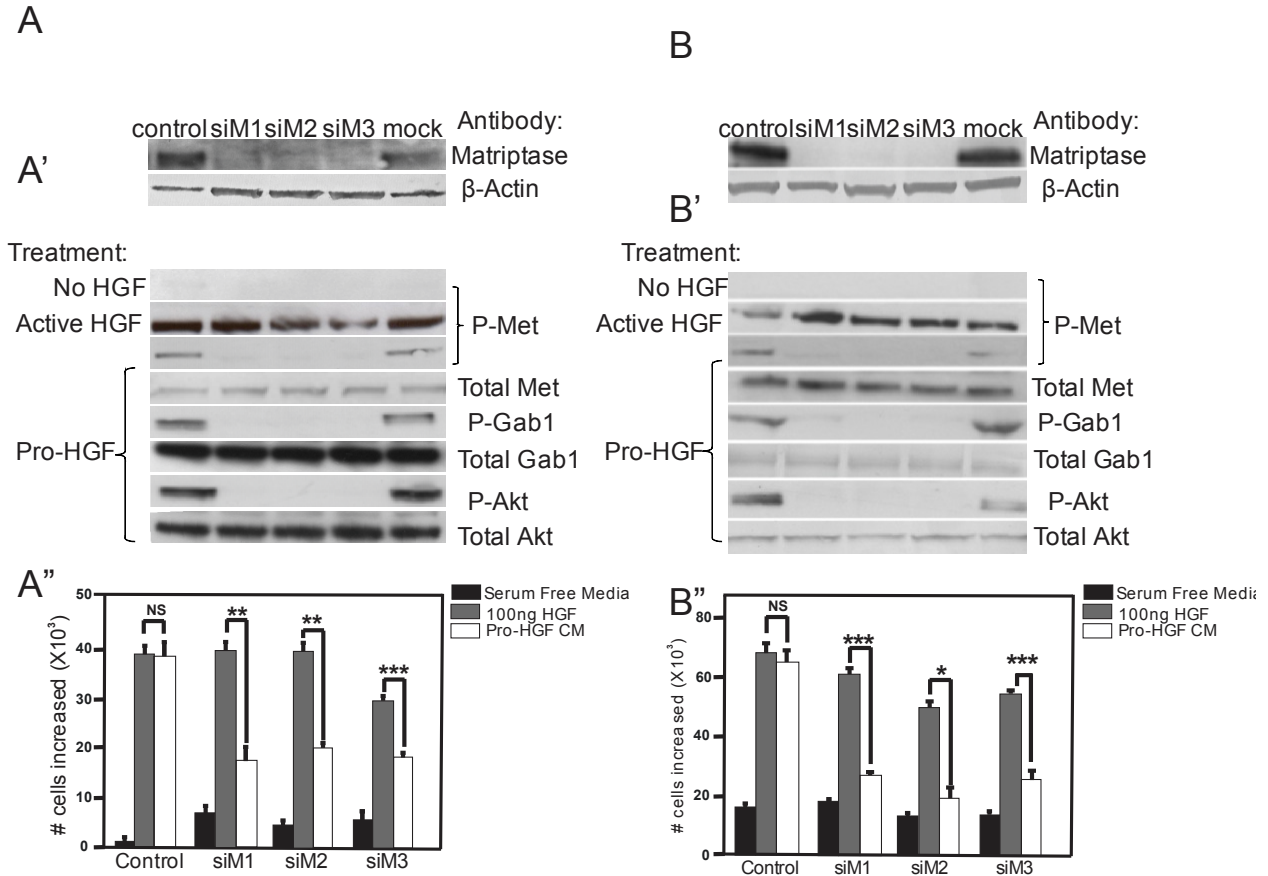 A
control siM1 siM2 siM3 mock Antibody:
Matriptase
β-Actin
A'
Treatment:
No HGF
Active HGF
P-Met
Pro-HGF
Total Met
P-Gab1
Total Gab1
P-Akt
Total Akt
A”
50
40
30
20
10
0
# cells increased (X10³)
NS
**
**
***
Serum Free Media
100ng HGF
Pro-HGF CM
Control siM1 siM2 siM3
B
control siM1 siM2 siM3 mock Antibody:
Matriptase
β-Actin
B'
Treatment:
No HGF
Active HGF
P-Met
Pro-HGF
Total Met
P-Gab1
Total Gab1
P-Akt
Total Akt
B”
80
60
40
20
0
# cells increased (X10³)
NS
***
*
***
Serum Free Medi
100ng HGF
Pro-HGF CM
Control siM1 siM2 siM3